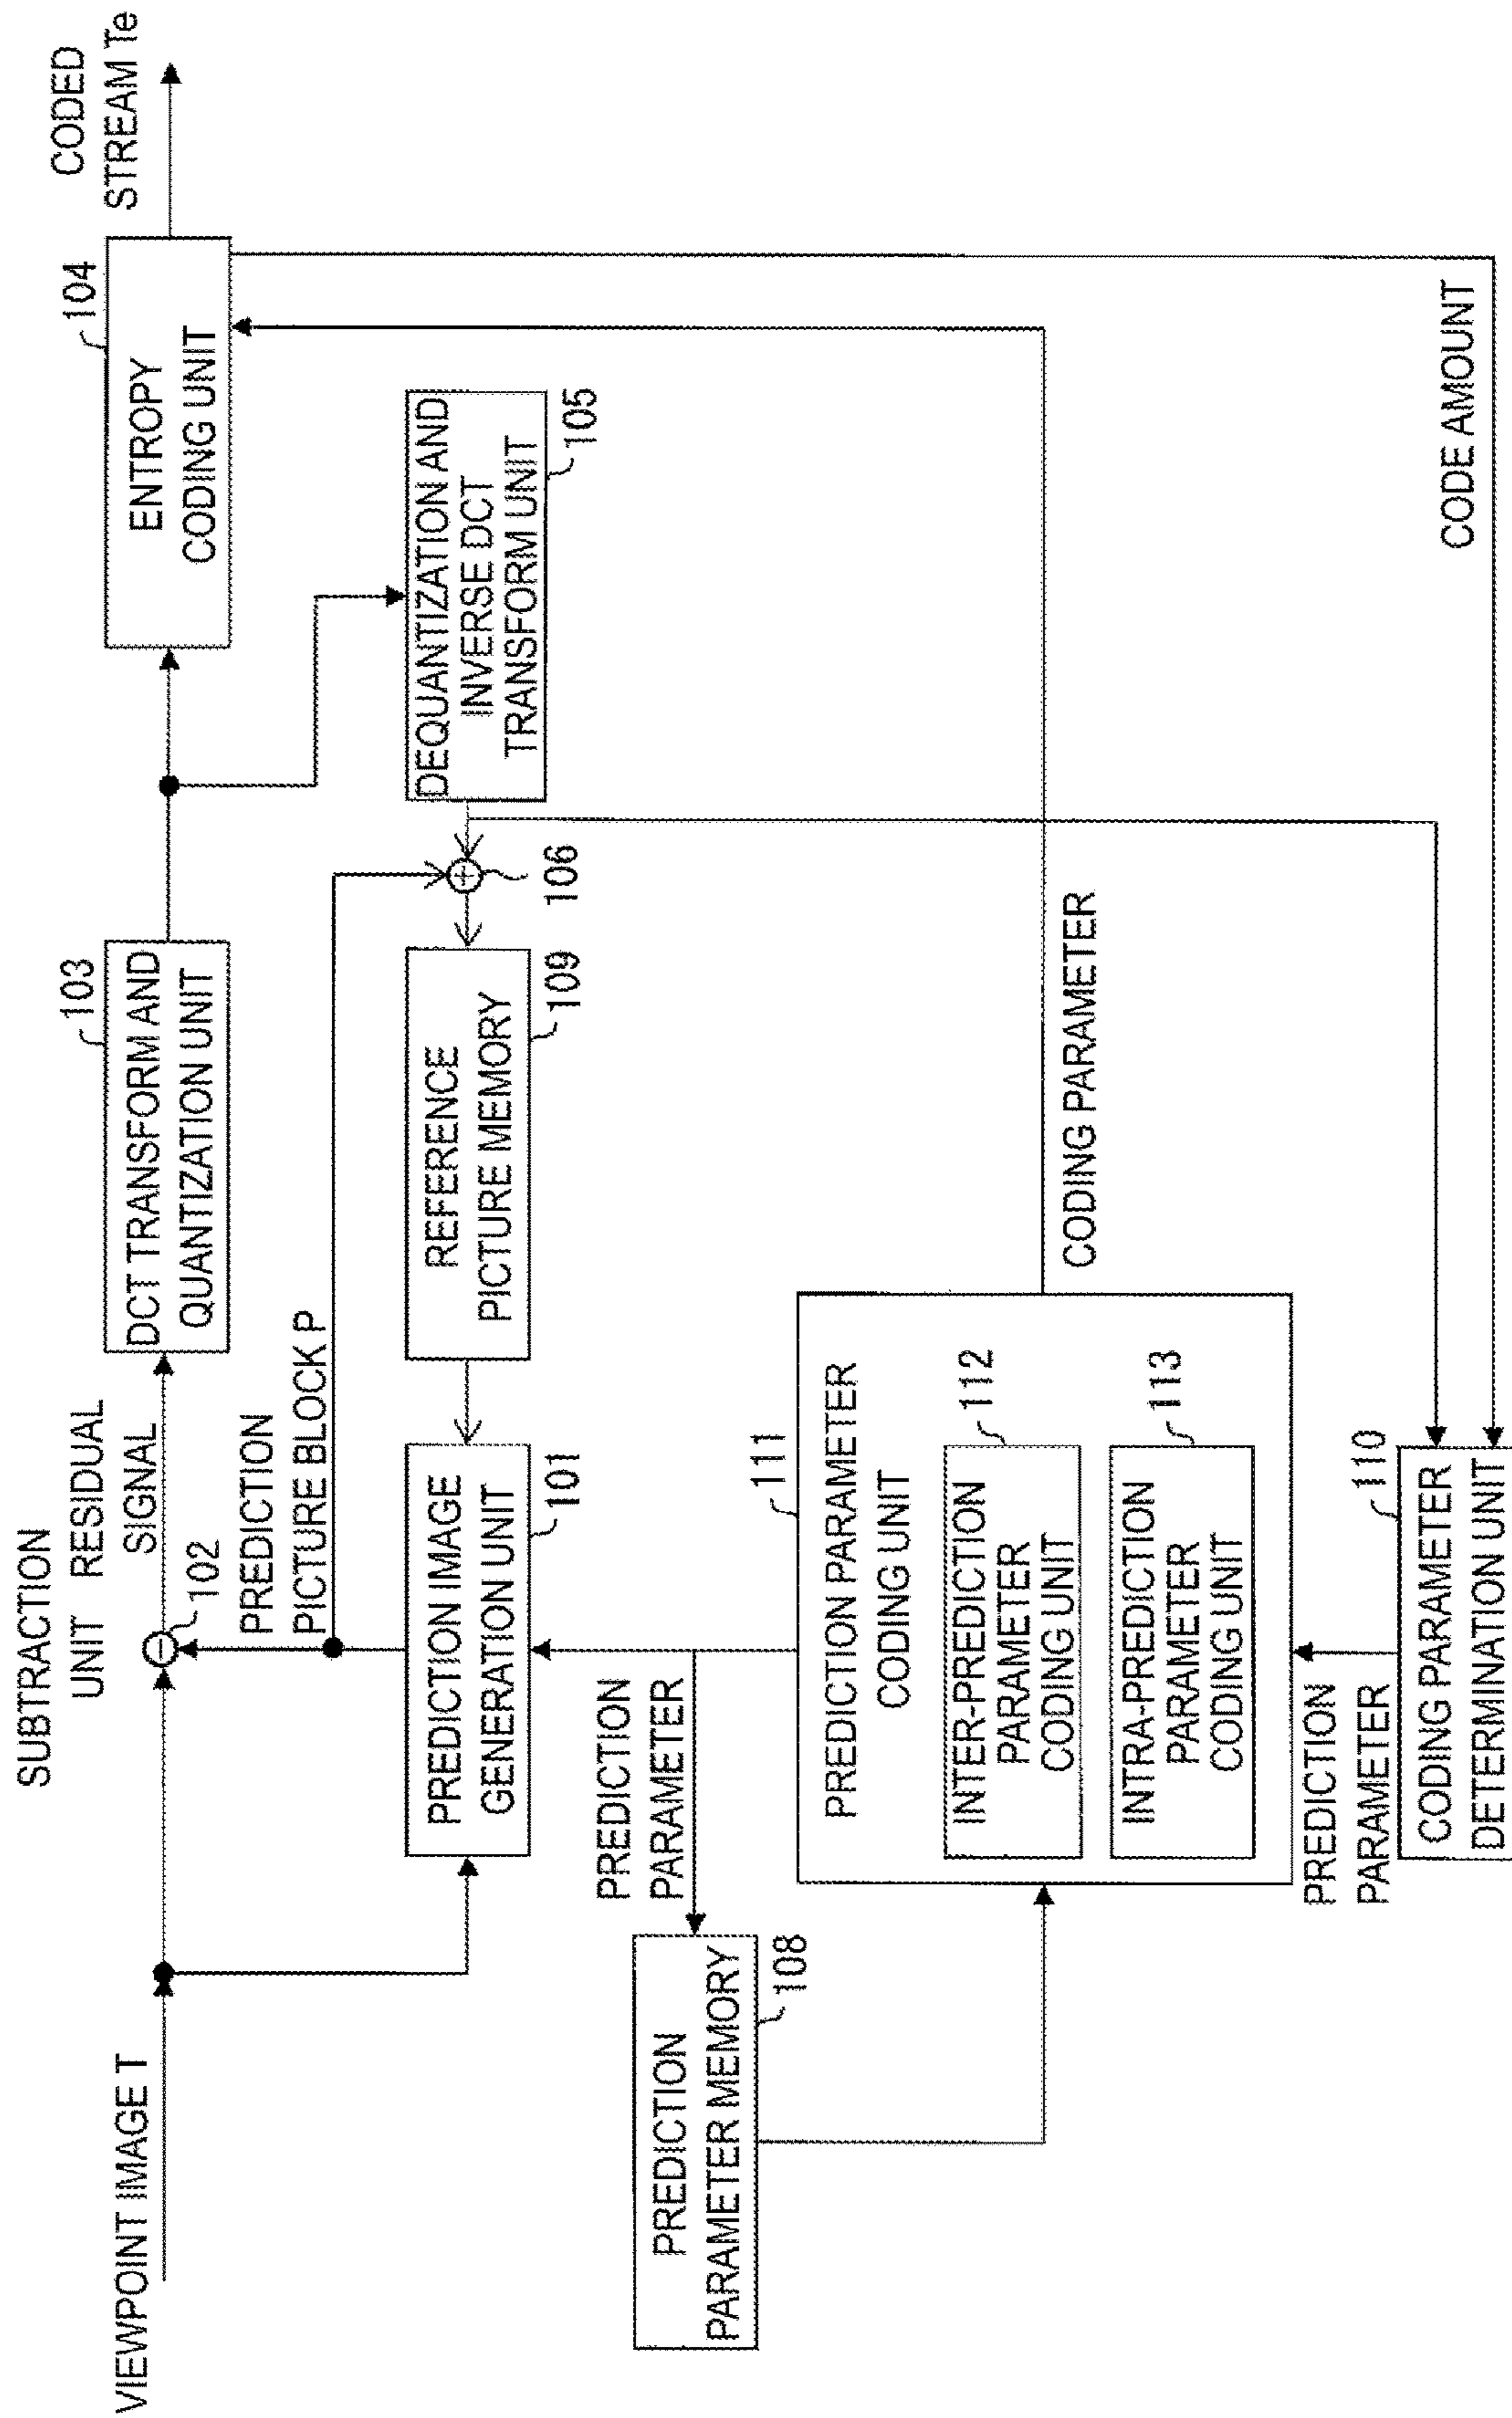 SUBTRACTION
UNIT
RESIDUAL
SIGNAL
VIEWPOINT IMAGE T
102
103
DCT TRANSFORM AND
QUANTIZATION UNIT
104
ENTROPY
CODING UNIT
CODED
STREAM Te
PREDICTION
PICTURE BLOCK P
PREDICTION IMAGE
GENERATION UNIT
101
REFERENCE
PICTURE MEMORY
109
+
106
DEQUANTIZATION AND
INVERSE DCT
TRANSFORM UNIT
105
PREDICTION
PARAMETER
PREDICTION
PARAMETER MEMORY
108
111
PREDICTION PARAMETER
CODING UNIT
INTER-PREDICTION
PARAMETER
CODING UNIT
112
INTRA-PREDICTION
PARAMETER
CODING UNIT
113
CODING PARAMETER
PREDICTION
PARAMETER
110
CODING PARAMETER
DETERMINATION UNIT
CODE AMOUNT